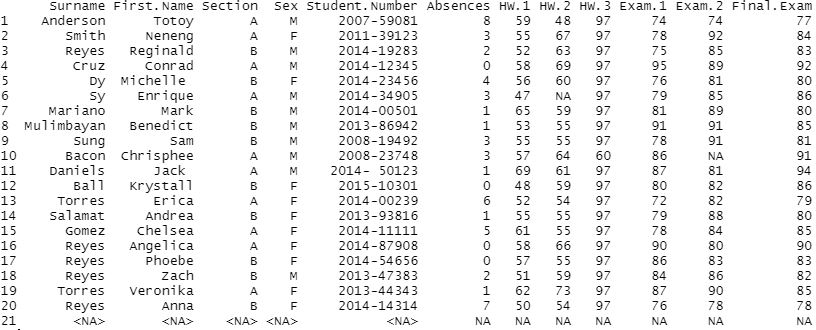 Surname First.Name Section Sex Student.Number Absences HW.1 HW.2 HW.3 Exam.1 Exam.2 Final.Exam
1 Anderson Totoy A M 2007-59081 8 59 48 97 74 74 77
2 Smith Neneng A F 2011-39123 3 55 67 97 78 92 84
3 Reyes Reginald B M 2014-19283 2 52 63 97 75 85 83
4 Cruz Conrad A M 2014-12345 0 58 69 97 95 89 92
5 Dy Michelle B F 2014-23456 4 56 60 97 76 81 80
6 Sy Enrique A M 2014-34905 3 47 NA 97 79 85 86
7 Mariano Mark B M 2014-00501 1 65 59 97 81 89 80
8 Mulimbayan Benedict B M 2013-86942 1 53 55 97 91 91 85
9 Sung Sam B M 2008-19492 3 55 55 97 78 91 81
10 Bacon Chrisphee A M 2008-23748 3 57 64 60 86 NA 91
11 Daniels Jack A M 2014- 50123 1 69 61 97 87 81 94
12 Ball Krystall B F 2015-10301 0 48 59 97 80 82 86
13 Torres Erica A F 2014-00239 6 52 54 97 72 82 79
14 Salamat Andrea B F 2013-93816 1 55 55 97 79 88 80
15 Gomez Chelsea A F 2014-11111 5 61 55 97 78 84 85
16 Reyes Angelica A F 2014-87908 0 58 66 97 90 80 90
17 Reyes Phoebe B F 2014-54656 0 57 55 97 86 83 83
18 Reyes Zach B M 2013-47383 2 51 59 97 84 86 82
19 Torres Veronika A F 2013-44343 1 62 73 97 87 90 85
20 Reyes Anna B F 2014-14314 7 50 54 97 76 78 78
21 <NA> <NA> <NA> <NA> <NA> NA NA NA NA NA NA NA